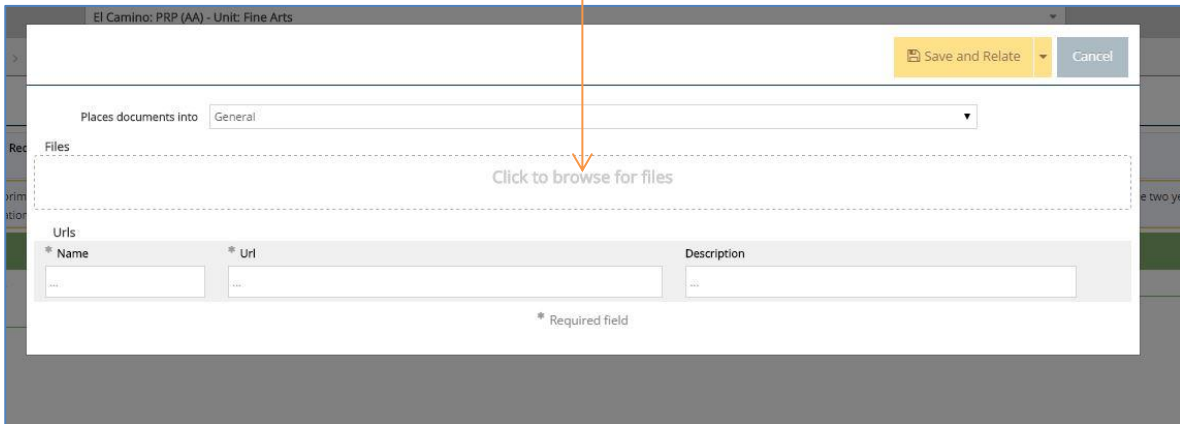 El Camino: PRP (AA) - Unit: Fine Arts
Save and Relate
Cancel
Places documents into General
Files
Click to browse for files
Urls
* Name * Url Description
... ... ...
* Required field